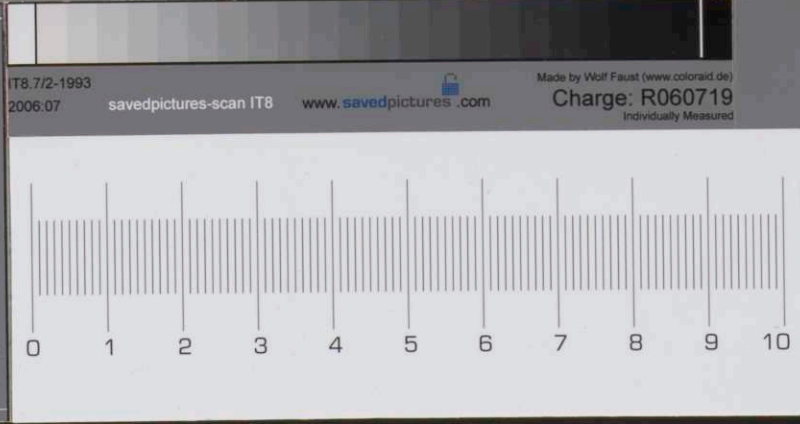 IT8.7/2-1993
2006:07
savedpictures-scan IT8
www.savedpictures.com
Made by Wolf Faust (www.coloraid.de)
Charge: R060719
Individually Measured
0 1 2 3 4 5 6 7 8 9 10